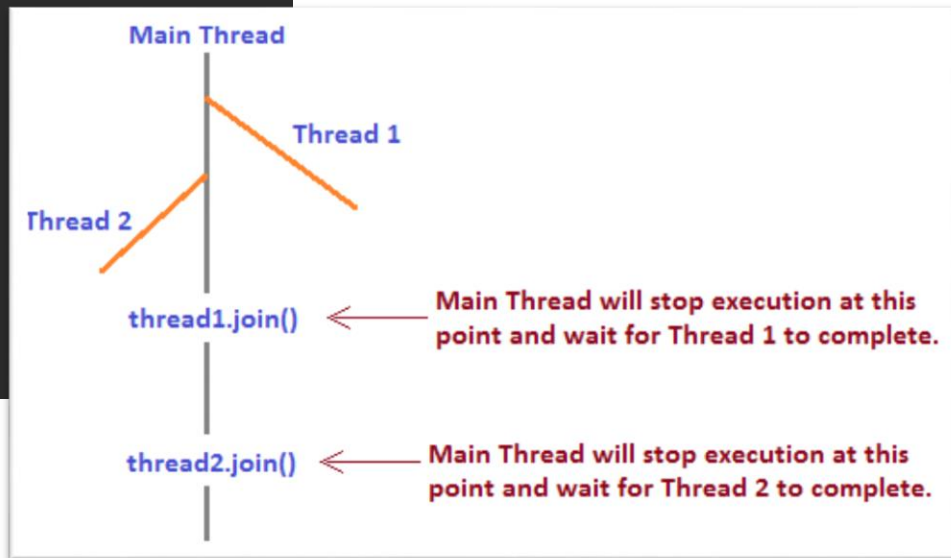 Main Thread
Thread 1
Thread 2
thread1.join()
Main Thread will stop execution at this
point and wait for Thread 1 to complete.
thread2.join()
Main Thread will stop execution at this
point and wait for Thread 2 to complete.